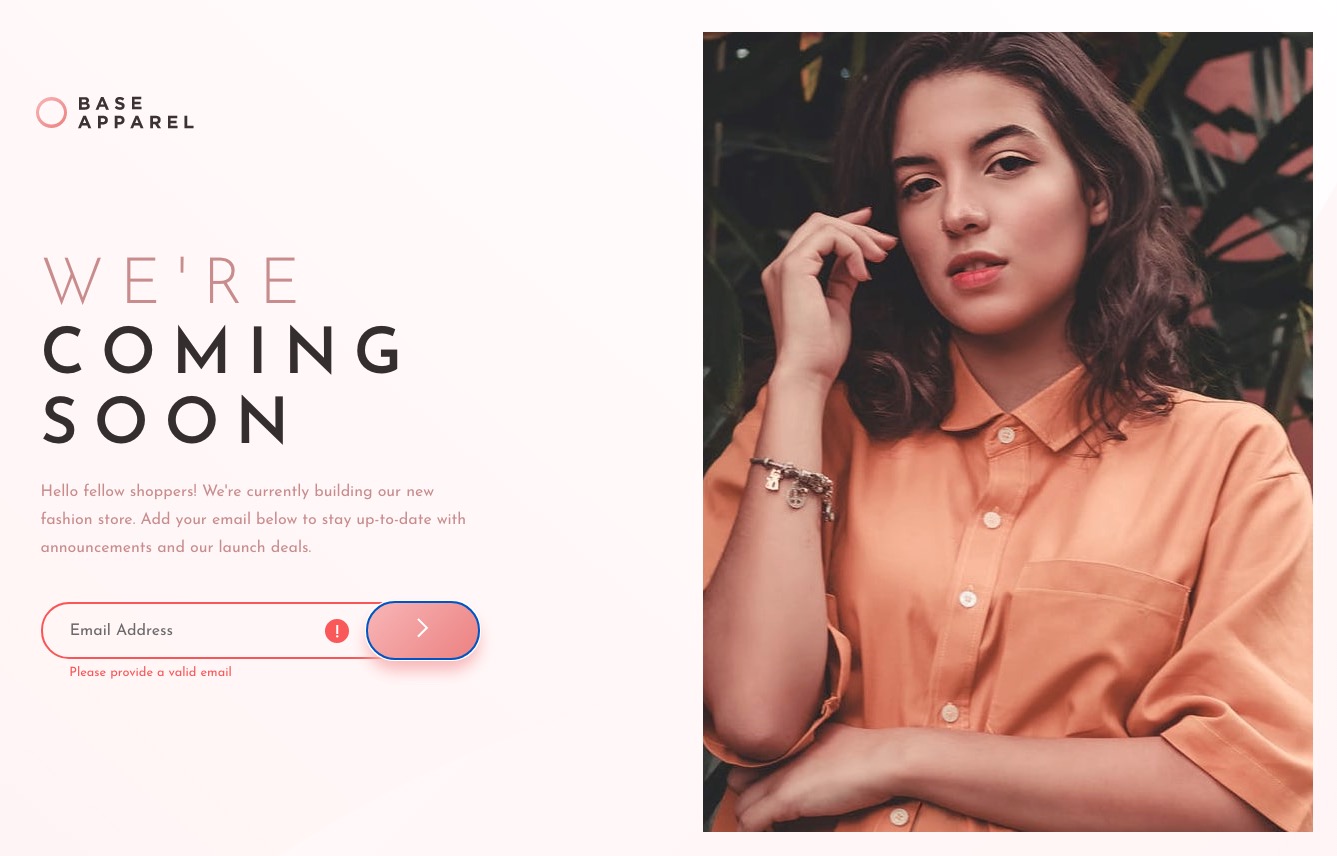 BASE
APPAREL
WE'RE
COMING
SOON
Hello fellow shoppers! We're currently building our new
fashion store. Add your email below to stay up-to-date with
announcements and our launch deals.
Email Address
!
Please provide a valid email